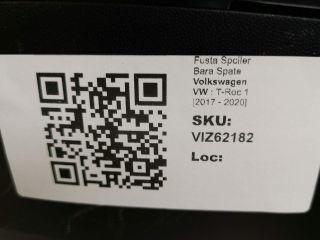 Fusta Spoiler
Bara Spate
Volkswagen
VW : T-Roc 1
[2017 - 2020]
SKU:
VIZ62182
Loc: